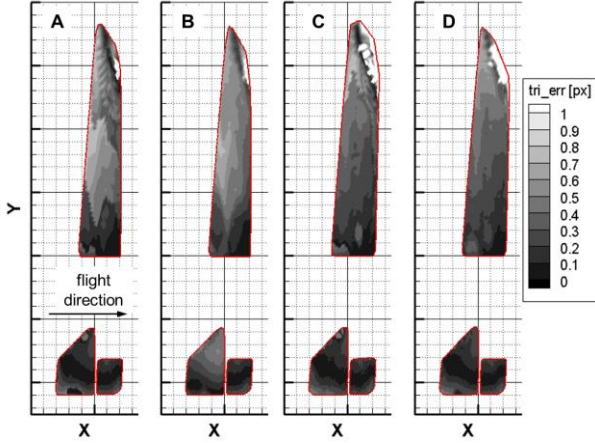 A
B
C
D
tri_err [px]
1
0.9
0.8
0.7
0.6
0.5
0.4
0.3
0.2
0.1
0
Y
flight
direction
X
X
X
X